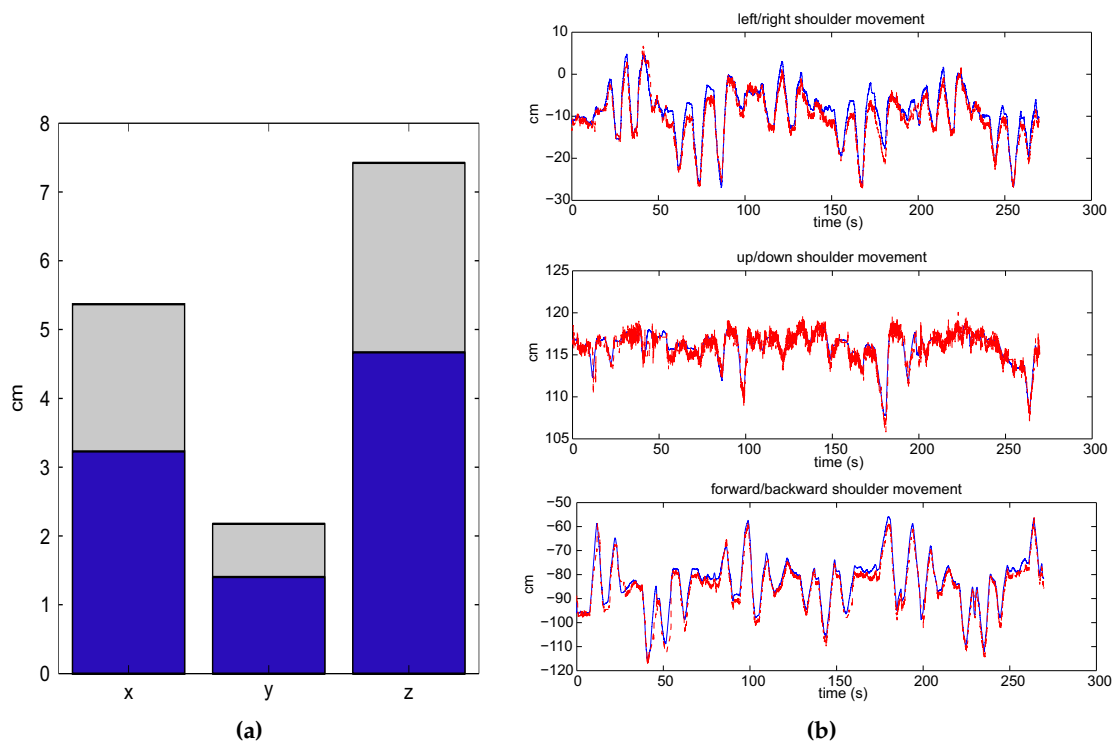 8
7
6
5
4
3
2
1
0
cm
x y z
(a)
left/right shoulder movement
10
0
−10
−20
−30
cm
0 50 100 150 200 250 300
time (s)
up/down shoulder movement
125
120
115
110
105
cm
0 50 100 150 200 250 300
time (s)
forward/backward shoulder movement
−50
−60
−70
−80
−90
−100
−110
−120
cm
0 50 100 150 200 250 300
time (s)
(b)